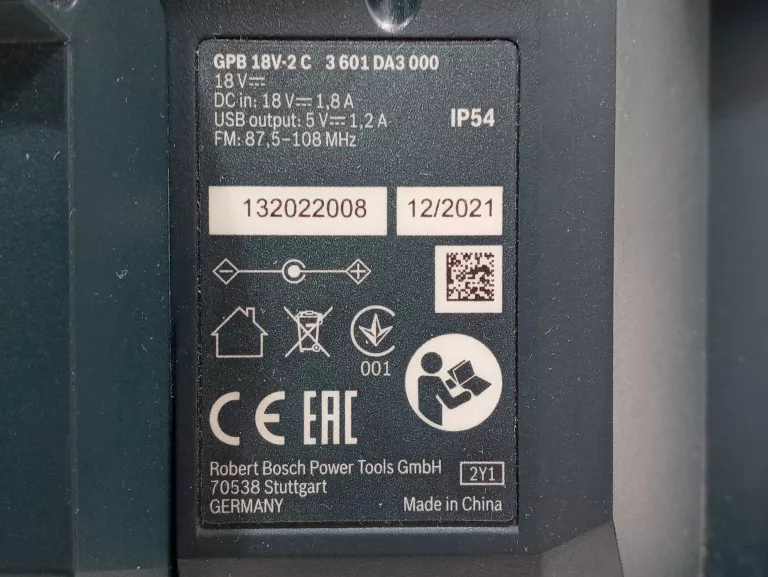 GPB 18V-2 C 3 601 DA3 000
18 V⎓
DC in: 18 V⎓1,8 A
USB output: 5 V⎓1,2 A
IP54
FM: 87,5–108 MHz
132022008
12/2021
001
CE EAC
Robert Bosch Power Tools GmbH
70538 Stuttgart
GERMANY
2Y1
Made in China